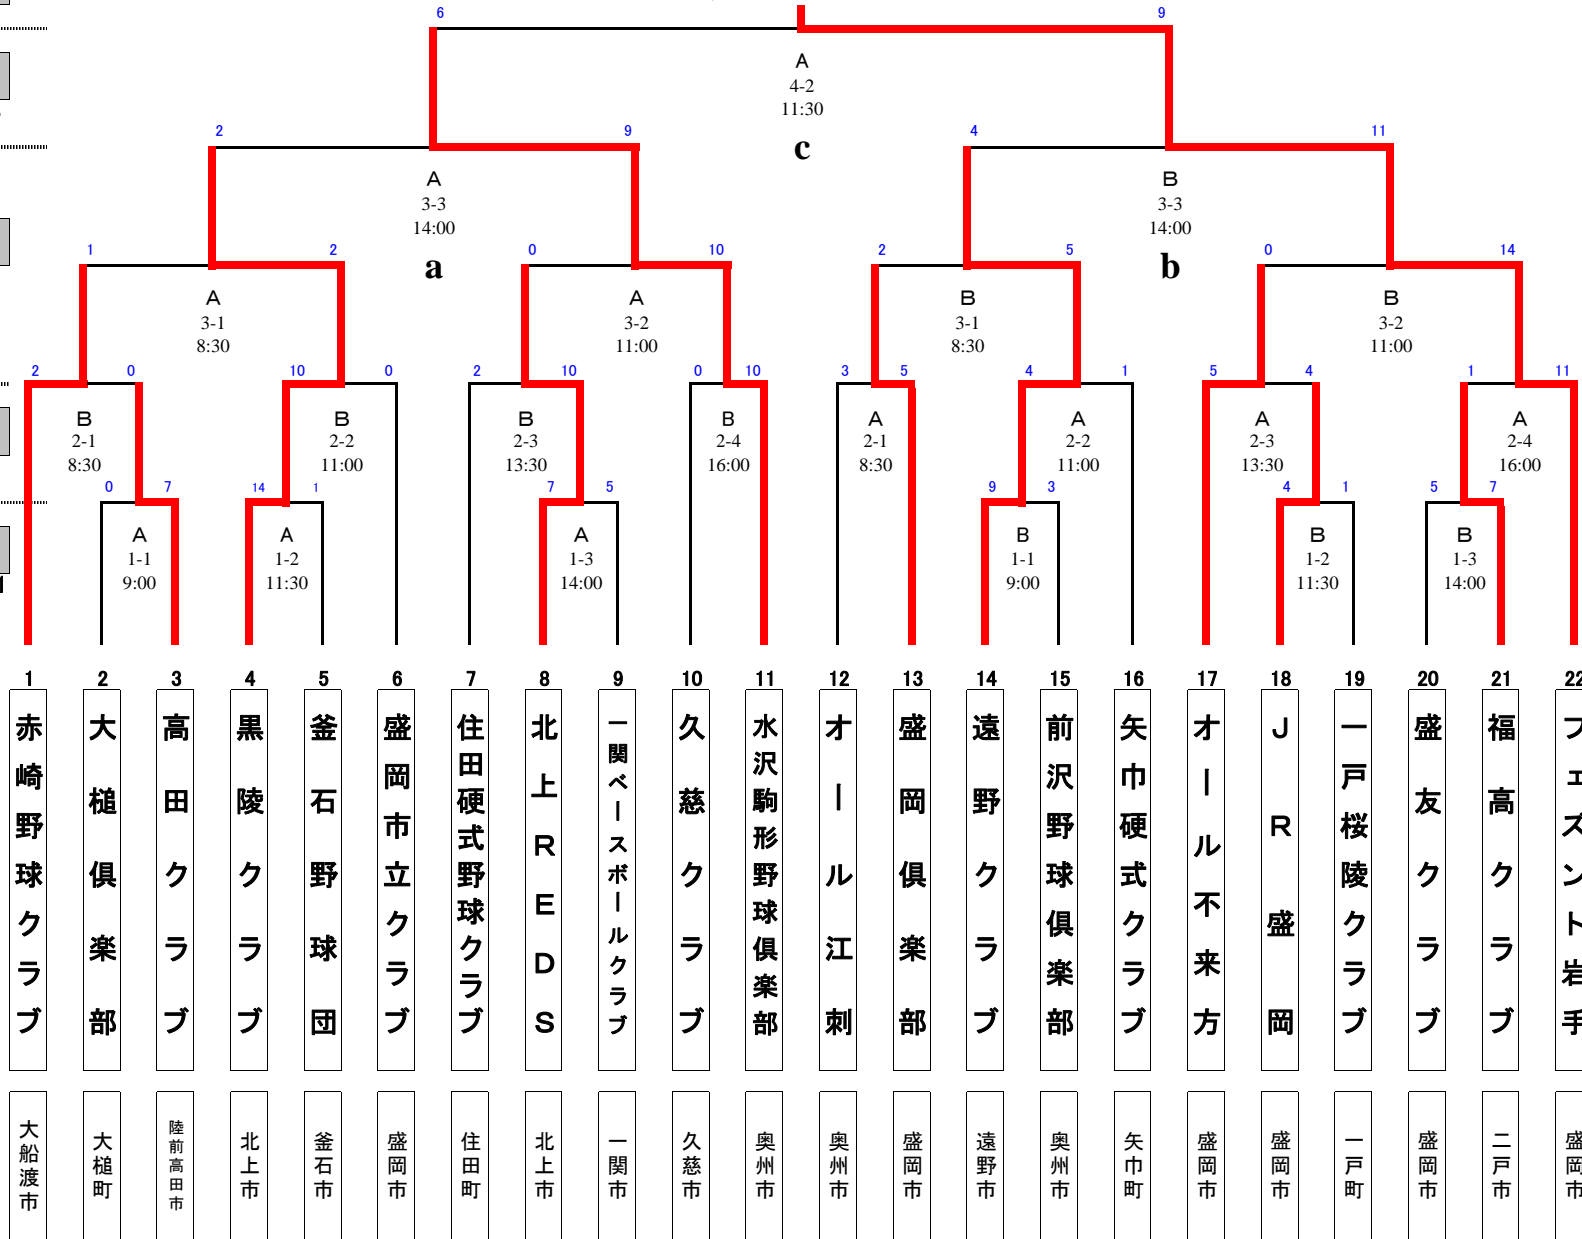 6 9
A
4-2
11:30
2 9 4 11
c
A B
3-3 3-3
14:00 14:00
1 2 0 10 2 5 0 14
a b
A A B B
3-1 3-2 3-1 3-2
8:30 11:00 8:30 11:00
2 0 10 0 2 10 0 10 3 5 4 1 5 4 1 11
B B B B A A A A
2-1 2-2 2-3 2-4 2-1 2-2 2-3 2-4
8:30 11:00 13:30 16:00 8:30 11:00 13:30 16:00
0 7 14 1 7 5 9 3 4 1 5 7
A A A B B B
1-1 1-2 1-3 1-1 1-2 1-3
9:00 11:30 14:00 9:00 11:30 14:00
1 2 3 4 5 6 7 8 9 10 11 12 13 14 15 16 17 18 19 20 21 22
赤崎野球クラブ
大槌倶楽部
高田クラブ
黒陵クラブ
釜石野球団
盛岡市立クラブ
住田硬式野球クラブ
北上REDS
一関ベースボールクラブ
久慈クラブ
水沢駒形野球倶楽部
オール江刺
盛岡倶楽部
遠野クラブ
前沢野球倶楽部
矢巾硬式クラブ
オール不来方
JR盛岡
一戸桜陵クラブ
盛友クラブ
福高クラブ
フェズント岩手
大船渡市
大槌町
陸前高田市
北上市
釜石市
盛岡市
住田町
北上市
一関市
久慈市
奥州市
奥州市
盛岡市
遠野市
奥州市
矢巾町
盛岡市
盛岡市
一戸町
盛岡市
二戸市
盛岡市